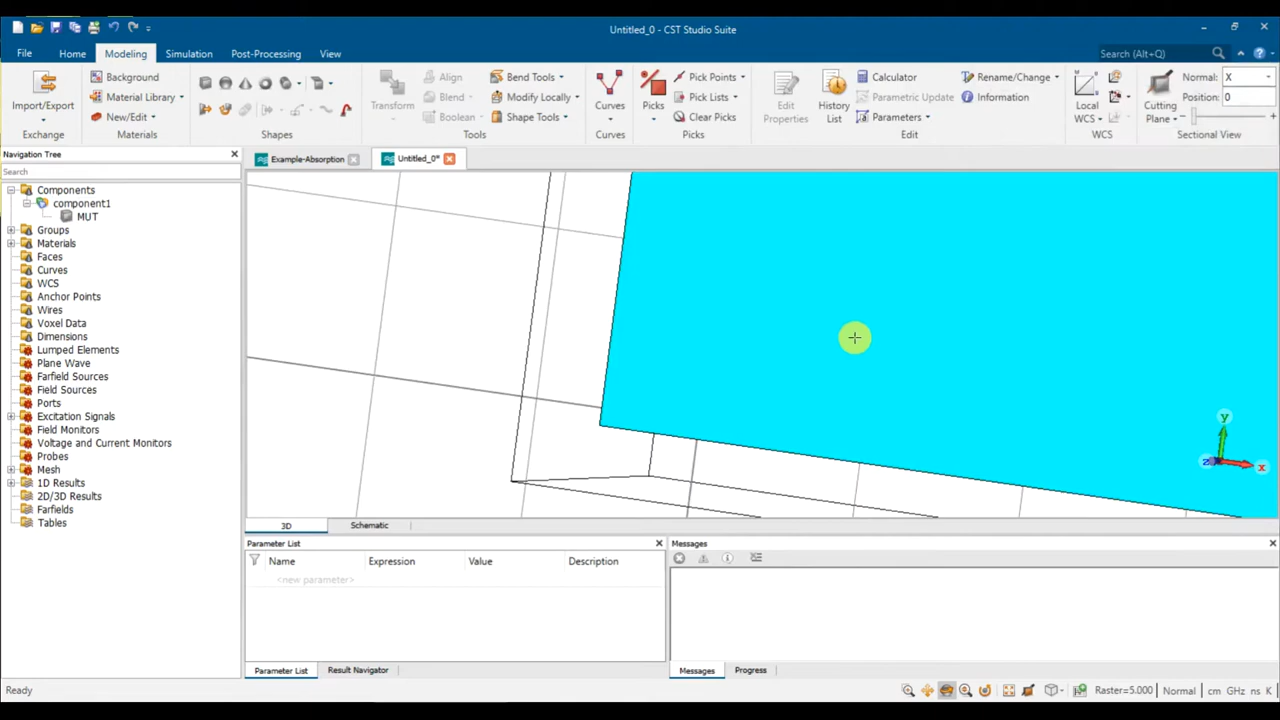 Untitled_0 - CST Studio Suite
File Home Modeling Simulation Post-Processing View Search (Alt+Q)
Import/Export
Exchange
Background
Material Library
New/Edit
Materials
Shapes
Transform
Align
Blend
Boolean
Bend Tools
Modify Locally
Shape Tools
Tools
Curves
Curves
Picks
Pick Points
Pick Lists
Clear Picks
Picks
Edit
Properties
History
List
Calculator
Parametric Update
Parameters
Rename/Change
Information
Edit
Local
WCS
WCS
Cutting
Plane
Normal: X
Position: 0
Sectional View
Navigation Tree
Search
Components
component1
MUT
Groups
Materials
Faces
Curves
WCS
Anchor Points
Wires
Voxel Data
Dimensions
Lumped Elements
Plane Wave
Farfield Sources
Field Sources
Ports
Excitation Signals
Field Monitors
Voltage and Current Monitors
Probes
Mesh
1D Results
2D/3D Results
Farfields
Tables
Example-Absorption
Untitled_0*
y
z
x
3D Schematic
Parameter List
Name Expression Value Description
<new parameter>
Parameter List Result Navigator
Messages
Messages Progress
Ready
Raster=5.000 Normal cm GHz ns K